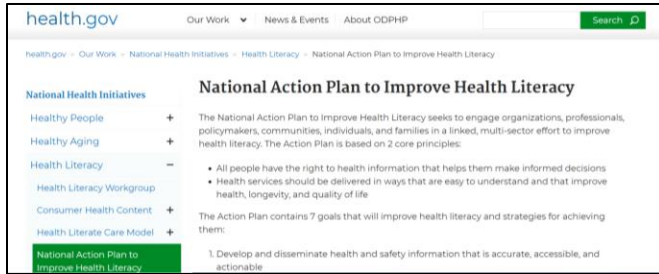 health.gov
Our Work News & Events About ODPHP
Search
health.gov » Our Work » National Health Initiatives » Health Literacy » National Action Plan to Improve Health Literacy
National Health Initiatives
Healthy People +
Healthy Aging +
Health Literacy −
Health Literacy Workgroup
Consumer Health Content +
Health Literate Care Model +
National Action Plan to
Improve Health Literacy
National Action Plan to Improve Health Literacy
The National Action Plan to Improve Health Literacy seeks to engage organizations, professionals,
policymakers, communities, individuals, and families in a linked, multi-sector effort to improve
health literacy. The Action Plan is based on 2 core principles:
• All people have the right to health information that helps them make informed decisions
• Health services should be delivered in ways that are easy to understand and that improve
health, longevity, and quality of life
The Action Plan contains 7 goals that will improve health literacy and strategies for achieving
them:
1. Develop and disseminate health and safety information that is accurate, accessible, and
actionable